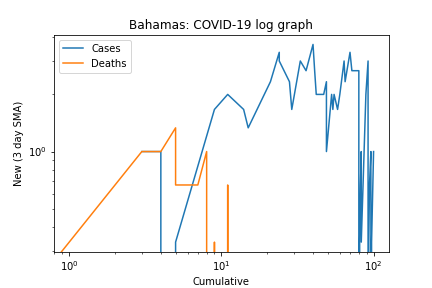 Bahamas: COVID-19 log graph
Cases
Deaths
New (3 day SMA)
10⁰
10⁰ 10¹ 10²
Cumulative